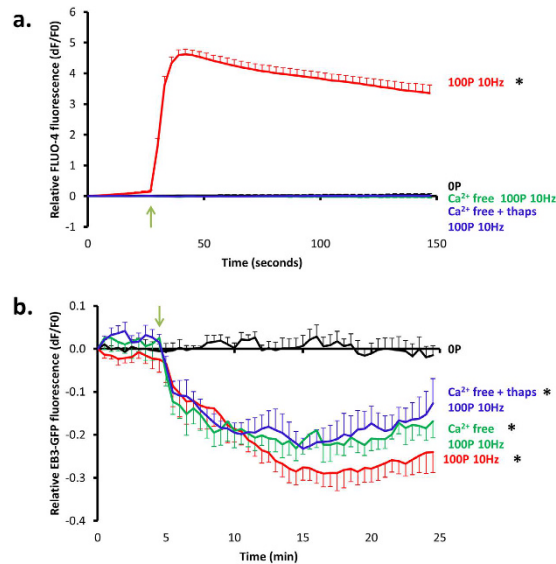 a.
Relative FLUO-4 fluorescence (dF/F0)
6
5
4
3
2
1
0
-1
0
50
100
150
Time (seconds)
100P 10Hz *
0P
Ca²⁺ free 100P 10Hz
Ca²⁺ free + thaps
100P 10Hz
b.
Relative EB3-GFP fluorescence (dF/F0)
0.1
0.0
-0.1
-0.2
-0.3
-0.4
0
5
10
15
20
25
Time (min)
0P
Ca²⁺ free + thaps *
100P 10Hz
Ca²⁺ free *
100P 10Hz
100P 10Hz *